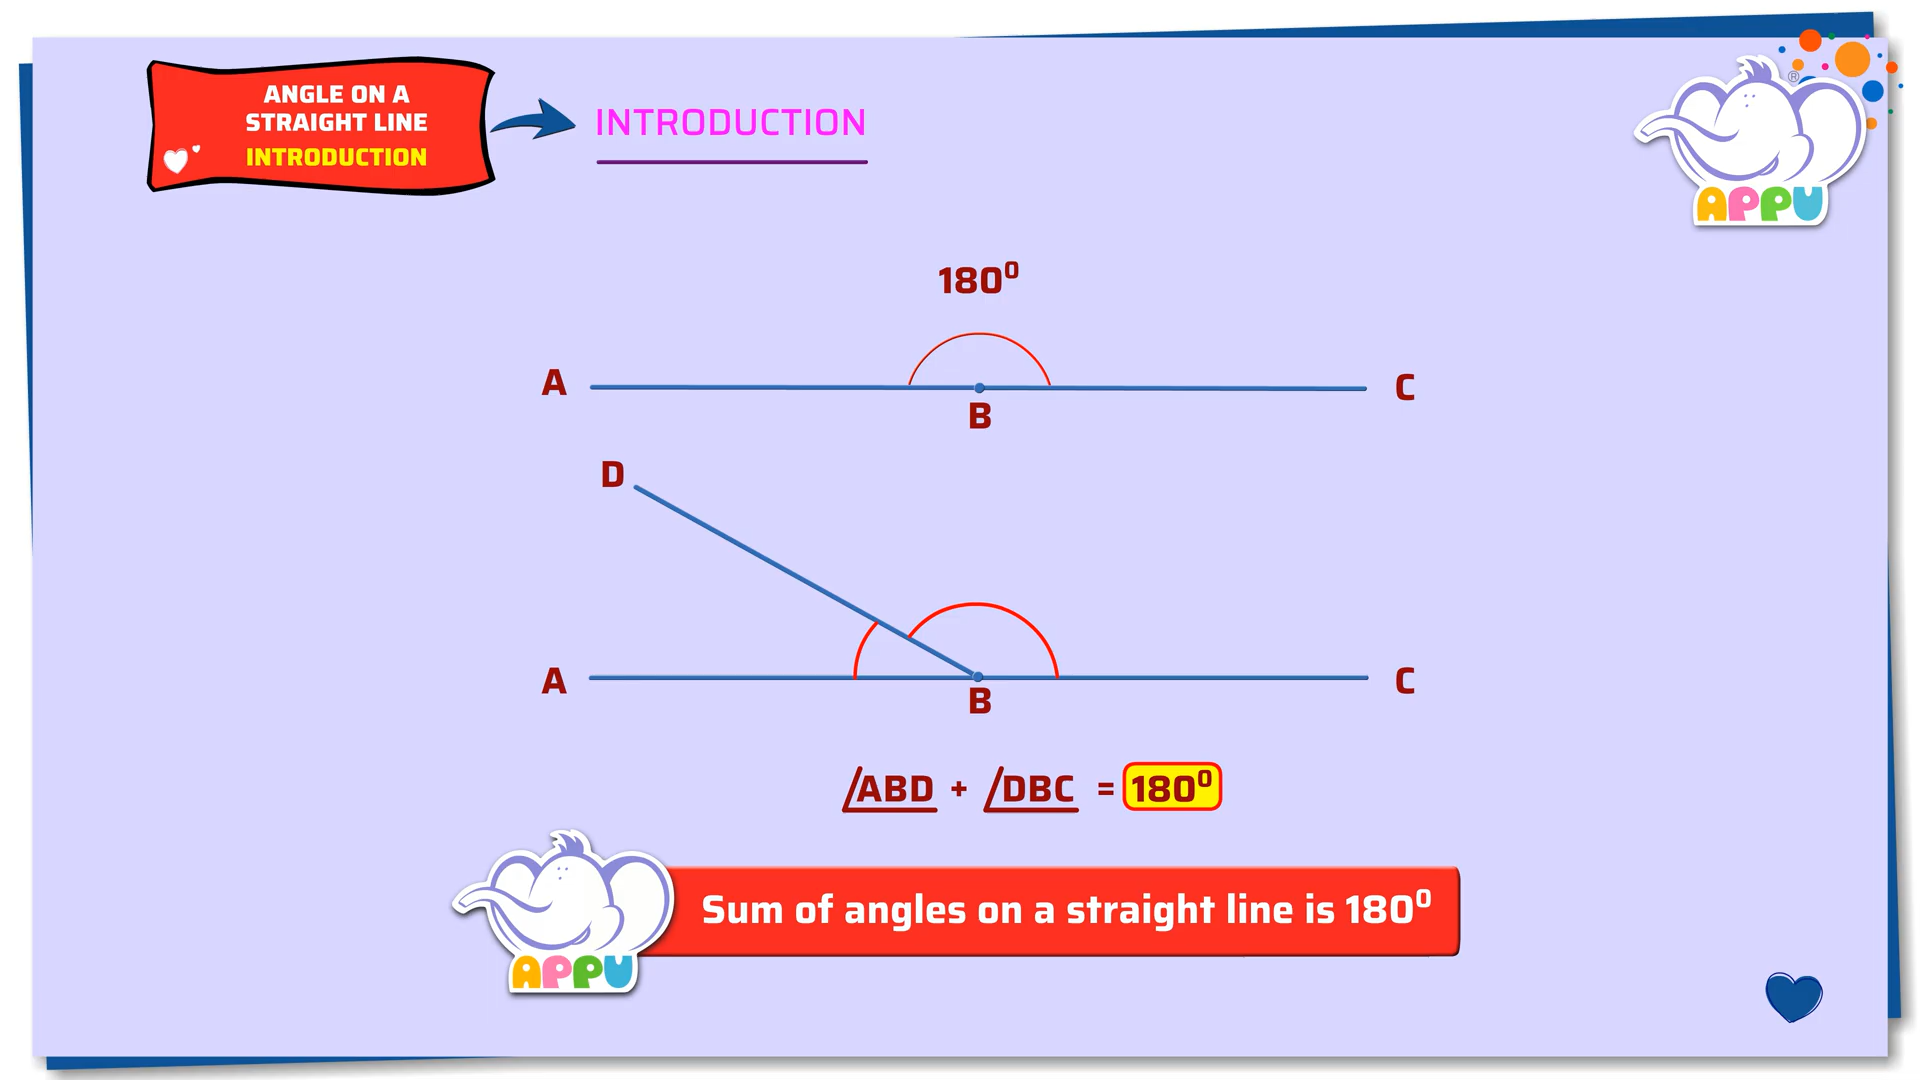 ANGLE ON A
STRAIGHT LINE
INTRODUCTION
INTRODUCTION
®
APPU
180⁰
A
B
C
D
A
B
C
∠ABD + ∠DBC = 180⁰
Sum of angles on a straight line is 180⁰
APPU